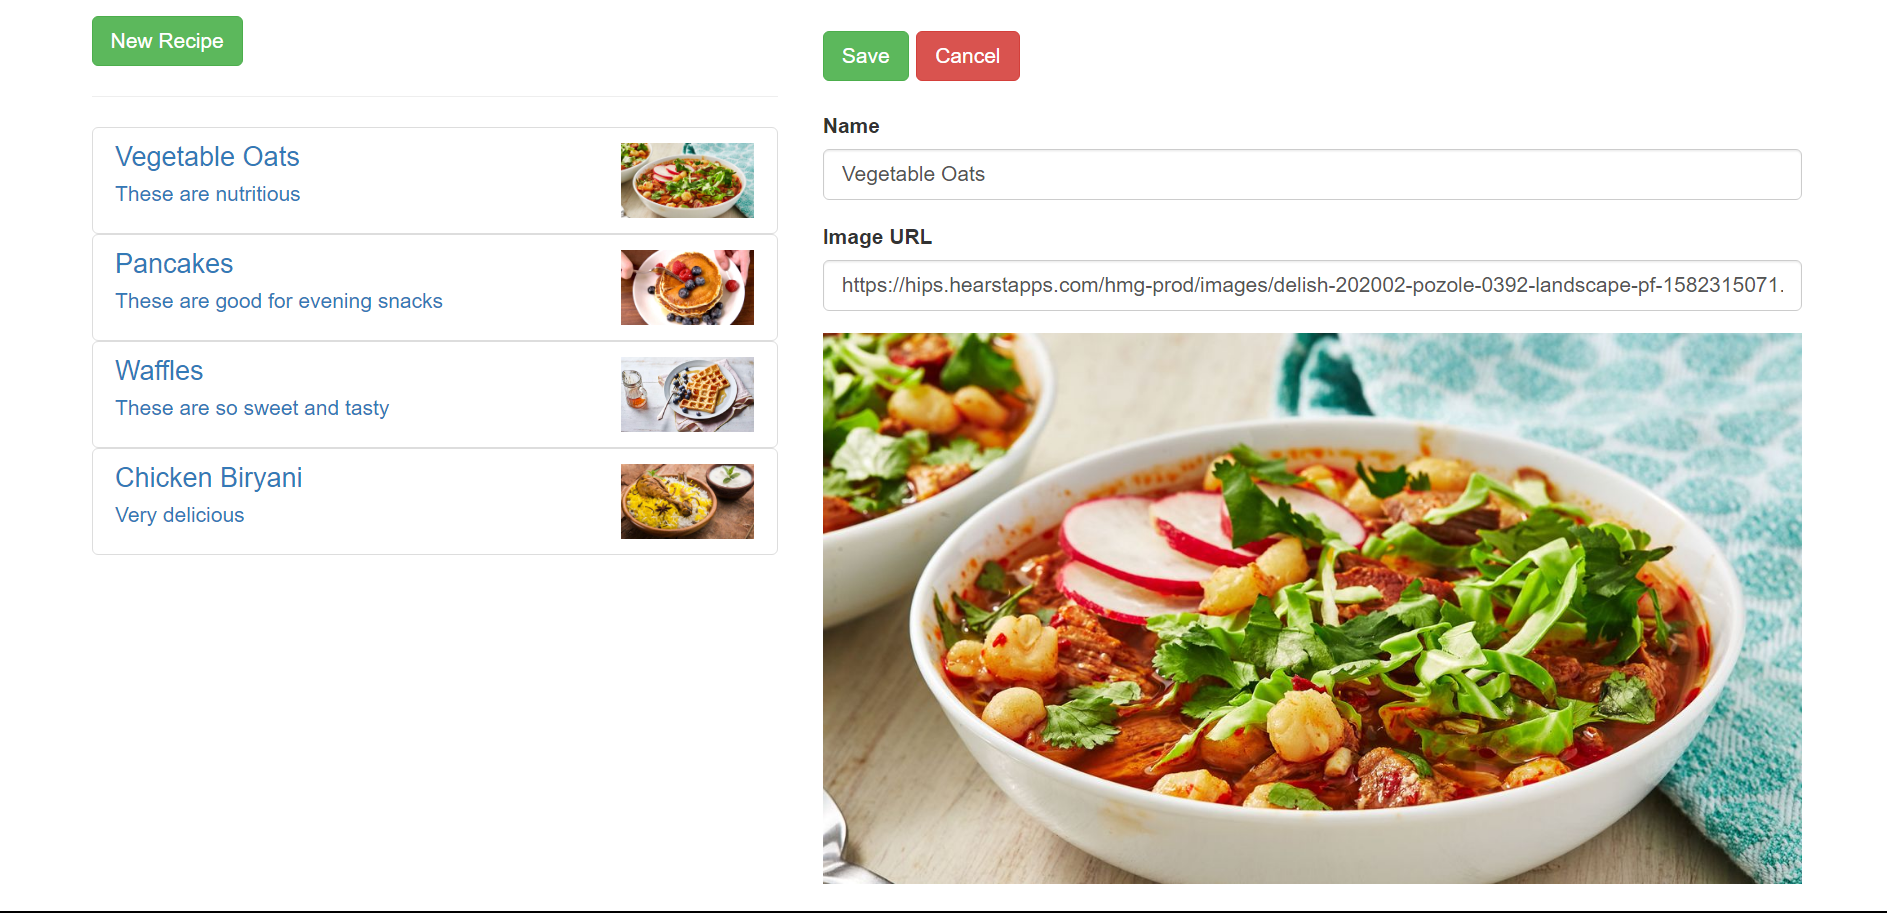 New Recipe
Vegetable Oats
These are nutritious
Pancakes
These are good for evening snacks
Waffles
These are so sweet and tasty
Chicken Biryani
Very delicious
Save Cancel
Name
Vegetable Oats
Image URL
https://hips.hearstapps.com/hmg-prod/images/delish-202002-pozole-0392-landscape-pf-1582315071.